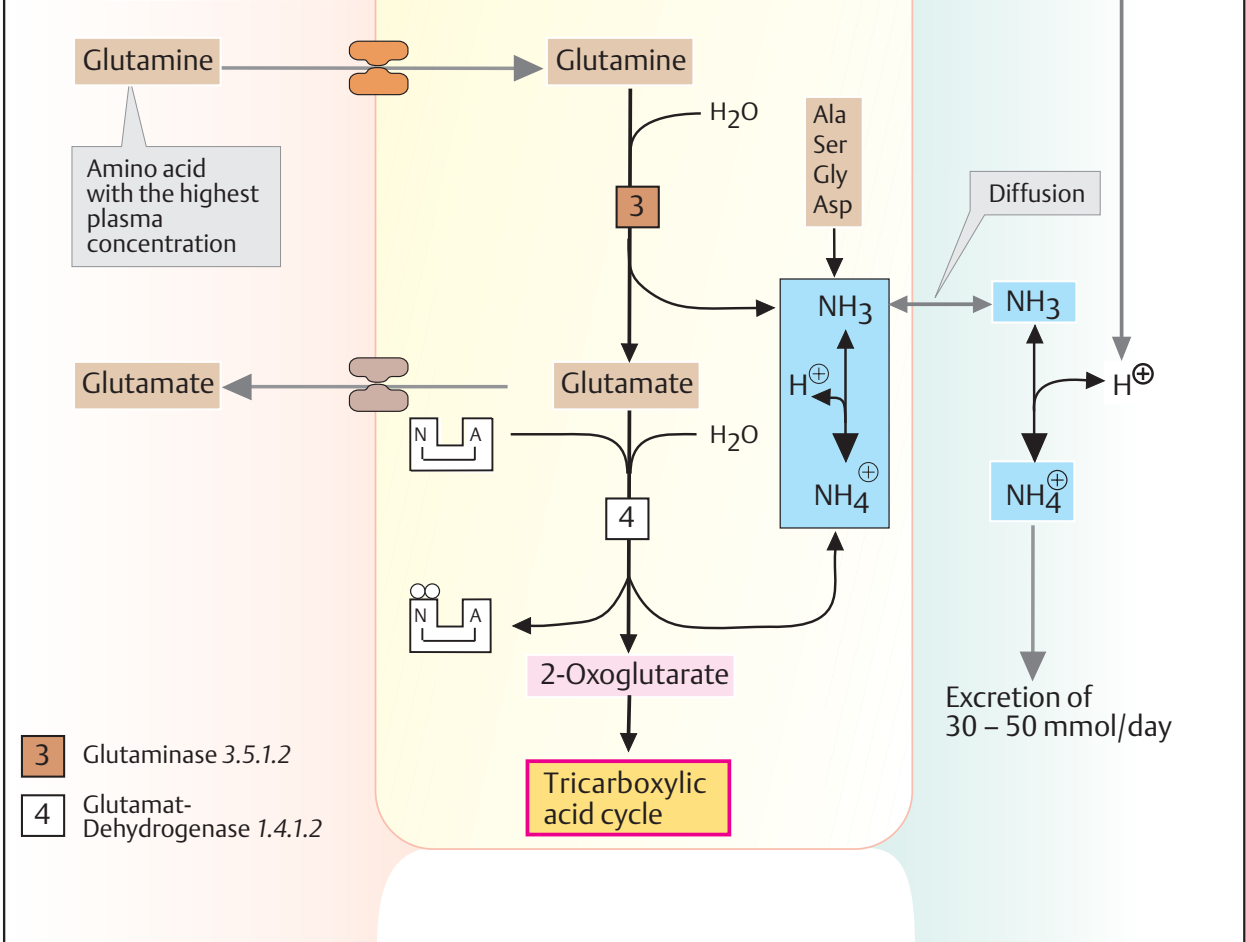 Glutamine
Glutamine
H2O
Ala
Ser
Gly
Asp
Amino acid
with the highest
plasma
concentration
3
Diffusion
NH3
NH3
Glutamate
Glutamate
H⊕
H⊕
N A
H2O
NH4⊕
NH4⊕
4
N A
2-Oxoglutarate
Excretion of
30 – 50 mmol/day
3 Glutaminase 3.5.1.2
Tricarboxylic
acid cycle
4 Glutamat-
Dehydrogenase 1.4.1.2